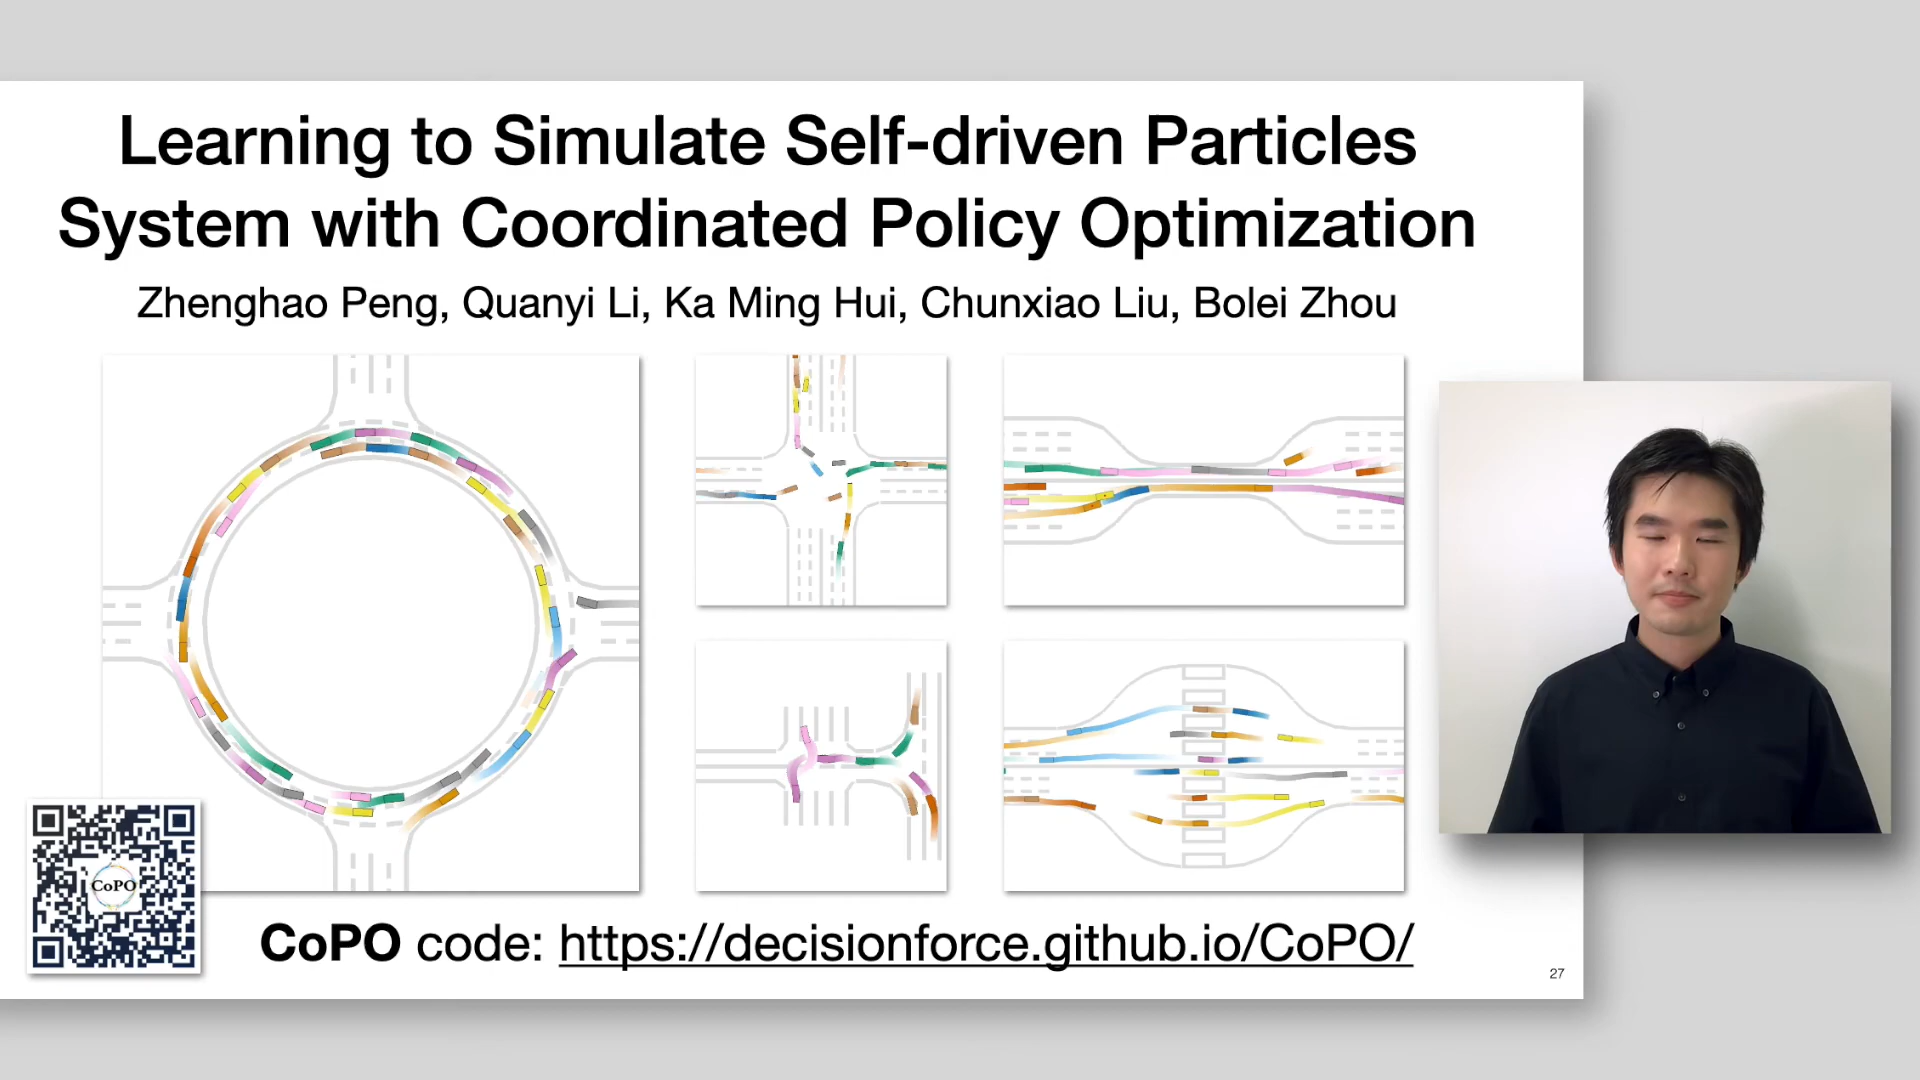 Learning to Simulate Self-driven Particles
System with Coordinated Policy Optimization
Zhenghao Peng, Quanyi Li, Ka Ming Hui, Chunxiao Liu, Bolei Zhou
CoPO
CoPO code: https://decisionforce.github.io/CoPO/
27